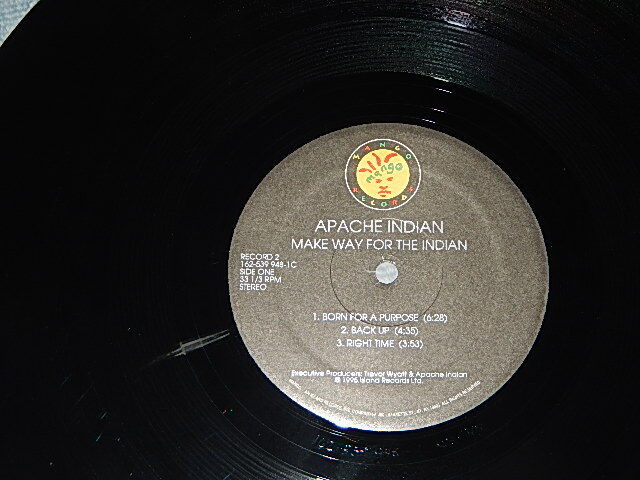 MANGO
mango
RECORDS
APACHE INDIAN
MAKE WAY FOR THE INDIAN
RECORD 2
162-539 948-1C
SIDE ONE
33 1/3 RPM
STEREO
1. BORN FOR A PURPOSE (6:28)
2. BACK UP (4:35)
3. RIGHT TIME (3:53)
Executive Producers: Trevor Wyatt & Apache Indian
℗ 1995 Island Records Ltd.